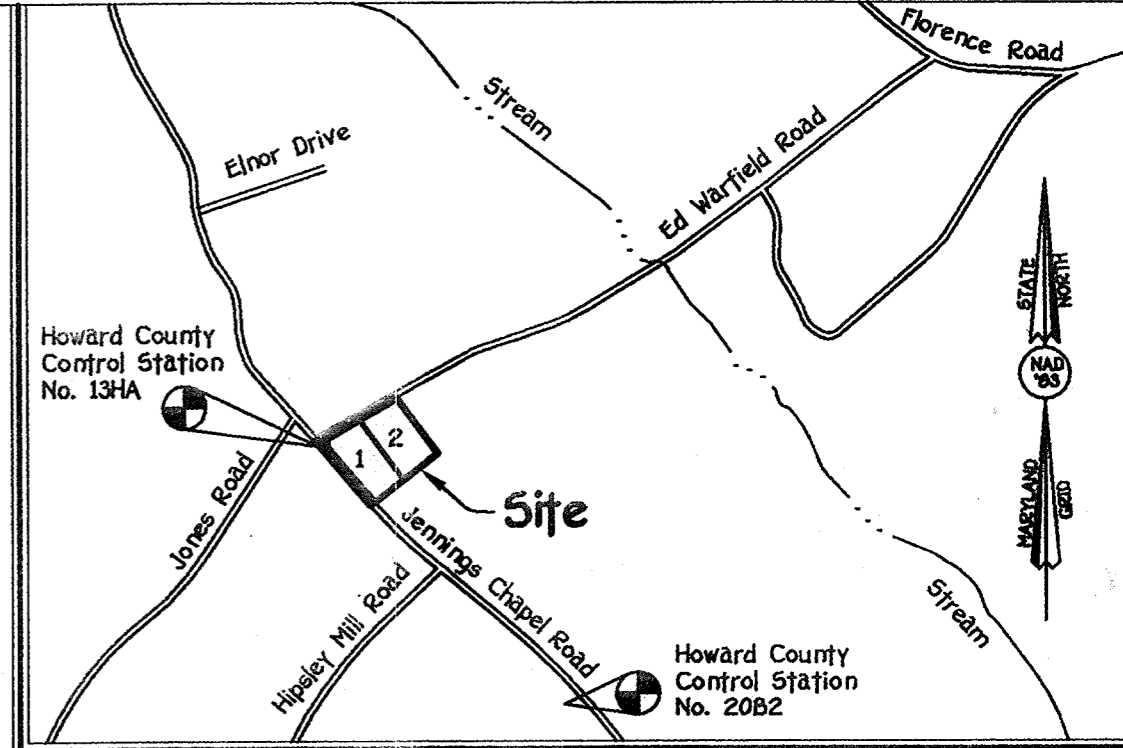 Florence Road
Stream
Elnor Drive
Ed Warfield Road
STATE
NORTH
Howard County
Control Station
No. 13HA
NAD
'83
1
2
Site
MARYLAND
GRID
Jones Road
Jennings Chapel Road
Hipsley Mill Road
Stream
Howard County
Control Station
No. 20B2